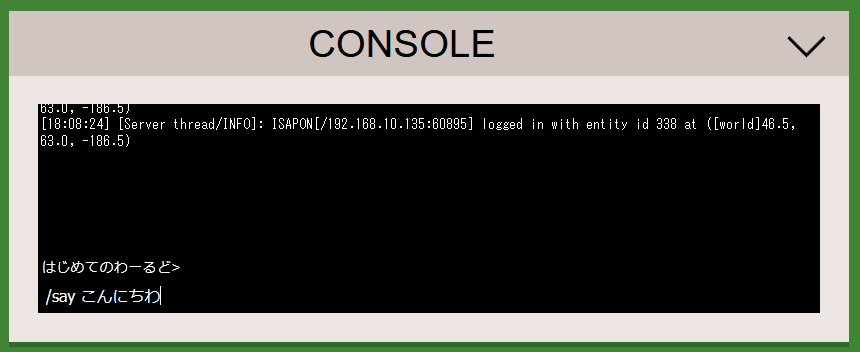 CONSOLE
63.0, -186.5)
[18:08:24] [Server thread/INFO]: ISAPON[/192.168.10.135:60895] logged in with entity id 338 at ([world]46.5,
63.0, -186.5)
はじめてのわーるど>
/say こんにちわ